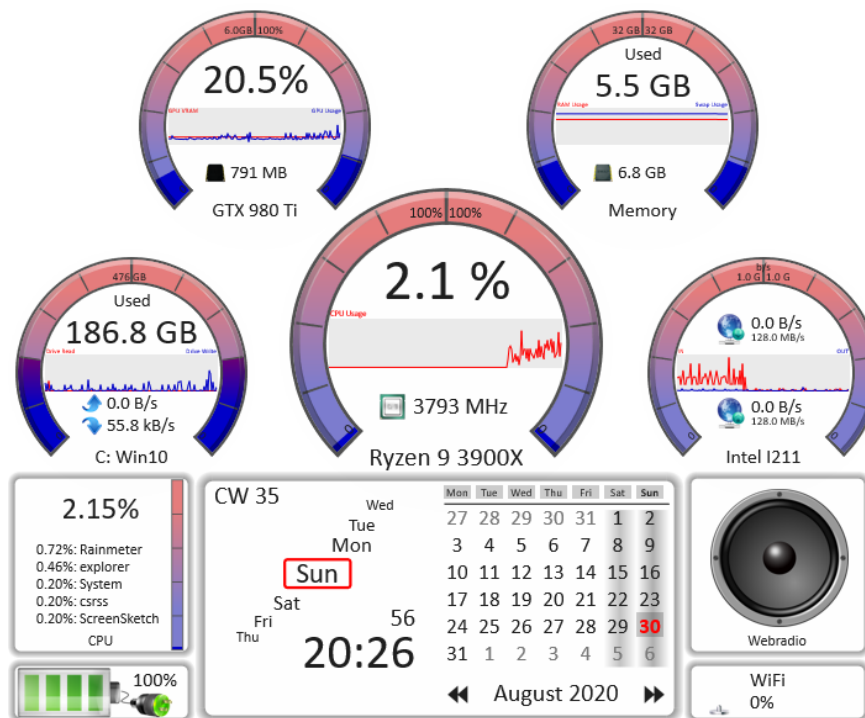 6.0GB 100%
20.5%
GPU VRAM GPU Usage
791 MB
GTX 980 Ti
32 GB 32 GB
Used
5.5 GB
RAM Usage Swap Usage
6.8 GB
Memory
476 GB
Used
186.8 GB
Drive Read Drive Write
0.0 B/s
55.8 kB/s
C: Win10
100% 100%
2.1 %
CPU Usage
3793 MHz
0 0
Ryzen 9 3900X
b/s
1.0 G 1.0 G
0.0 B/s
128.0 MB/s
IN OUT
0.0 B/s
128.0 MB/s
0 0
Intel I211
2.15%
0.72%: Rainmeter
0.46%: explorer
0.20%: System
0.20%: csrss
0.20%: ScreenSketch
CPU
100%
CW 35
Wed
Tue
Mon
Sun
Sat
Fri
Thu
56
20:26
Mon Tue Wed Thu Fri Sat Sun
27 28 29 30 31 1 2
3 4 5 6 7 8 9
10 11 12 13 14 15 16
17 18 19 20 21 22 23
24 25 26 27 28 29 30
31 1 2 3 4 5 6
August 2020
Webradio
WiFi
0%